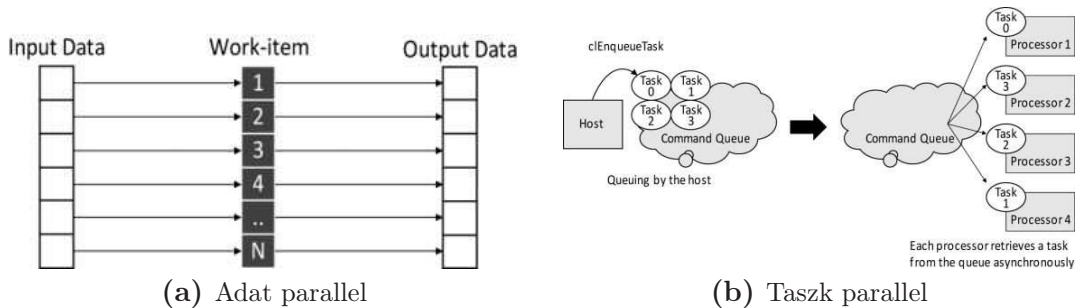 Input Data
Work-item
Output Data
1
2
3
4
..
N
(a) Adat parallel
clEnqueueTask
Host
Task
0
Task
1
Task
2
Task
3
Command Queue
Queuing by the host
Command Queue
Task
0
Processor 1
Task
3
Processor 2
Task
2
Processor 3
Task
1
Processor 4
Each processor retrieves a task
from the queue asynchronously
(b) Taszk parallel